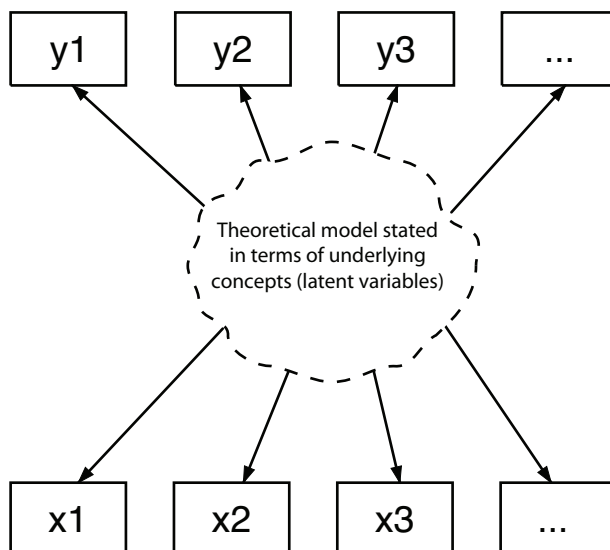 y1 y2 y3 ...
Theoretical model stated
in terms of underlying
concepts (latent variables)
x1 x2 x3 ...